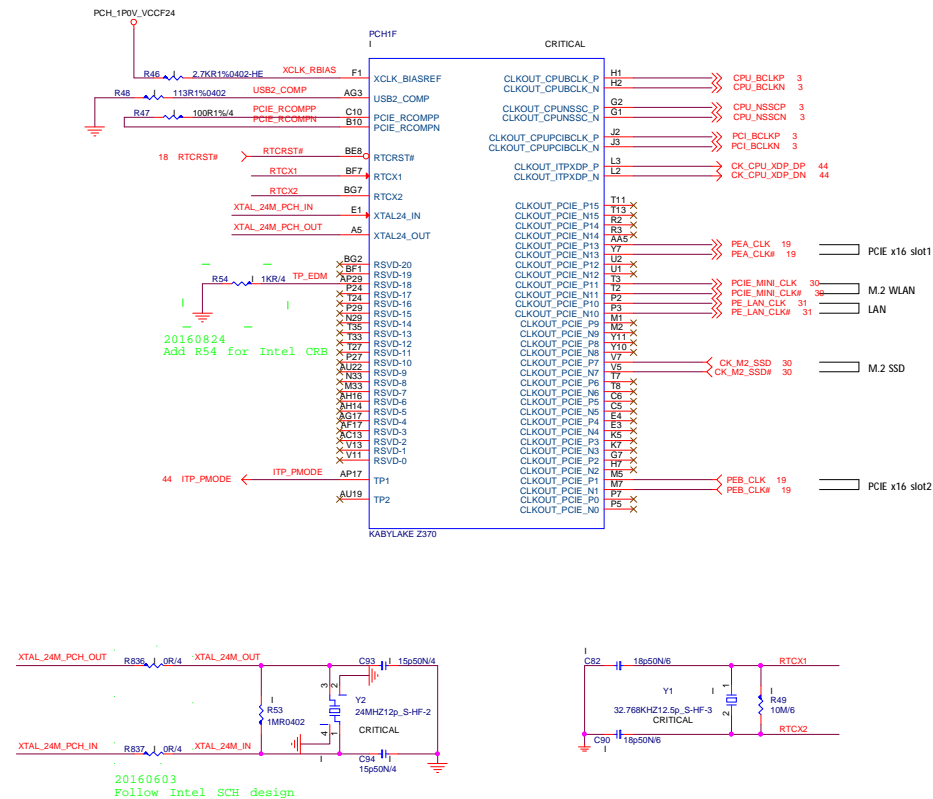 PCH_1P0V_VCCF24
PCH1F
I
CRITICAL
R46 2.7KR1%0402-HE XCLK_RBIAS F1 XCLK_BIASREF
R48 113R1%0402 USB2_COMP AG3 USB2_COMP
R47 100R1%/4 PCIE_RCOMPP C10 PCIE_RCOMPP
PCIE_RCOMPN B10 PCIE_RCOMPN
18 RTCRST# RTCRST# BE8 RTCRST#
RTCX1 BF7 RTCX1
RTCX2 BG7 RTCX2
XTAL_24M_PCH_IN E1 XTAL24_IN
XTAL_24M_PCH_OUT A5 XTAL24_OUT
BG2 RSVD-20
BF1 RSVD-19
R54 1KR/4 TP_EDM AP29 RSVD-18
P24 RSVD-17
T24 RSVD-16
P29 RSVD-15
N29 RSVD-14
T35 RSVD-13
T33 RSVD-12
T27 RSVD-11
P27 RSVD-10
AU22 RSVD-9
N33 RSVD-8
M33 RSVD-7
AH16 RSVD-6
AH14 RSVD-5
AG17 RSVD-4
AF17 RSVD-3
AC13 RSVD-2
V13 RSVD-1
V11 RSVD-0
20160824
Add R54 for Intel CRB
44 ITP_PMODE ITP_PMODE AP17 TP1
AU19 TP2
CLKOUT_CPUBCLK_P H1 CPU_BCLKP 3
CLKOUT_CPUBCLK_N H2 CPU_BCLKN 3
CLKOUT_CPUNSSC_P G2 CPU_NSSCP 3
CLKOUT_CPUNSSC_N G1 CPU_NSSCN 3
CLKOUT_CPUPCIBCLK_P J2 PCI_BCLKP 3
CLKOUT_CPUPCIBCLK_N J3 PCI_BCLKN 3
CLKOUT_ITPXDP_P L3 CK_CPU_XDP_DP 44
CLKOUT_ITPXDP_N L2 CK_CPU_XDP_DN 44
CLKOUT_PCIE_P15 T11
CLKOUT_PCIE_N15 T13
CLKOUT_PCIE_P14 R2
CLKOUT_PCIE_N14 R3
CLKOUT_PCIE_P13 AA5 PEA_CLK 19
CLKOUT_PCIE_N13 Y7 PEA_CLK# 19
PCIE x16 slot1
CLKOUT_PCIE_P12 U2
CLKOUT_PCIE_N12 U1
CLKOUT_PCIE_P11 T3 PCIE_MINI_CLK 30
CLKOUT_PCIE_N11 T2 PCIE_MINI_CLK# 30
M.2 WLAN
CLKOUT_PCIE_P10 P2 PE_LAN_CLK 31
CLKOUT_PCIE_N10 P3 PE_LAN_CLK# 31
LAN
CLKOUT_PCIE_P9 M1
CLKOUT_PCIE_N9 M2
CLKOUT_PCIE_P8 Y11
CLKOUT_PCIE_N8 Y10
CLKOUT_PCIE_P7 V7 CK_M2_SSD 30
CLKOUT_PCIE_N7 V5 CK_M2_SSD# 30
M.2 SSD
CLKOUT_PCIE_P6 T7
CLKOUT_PCIE_N6 T8
CLKOUT_PCIE_P5 C6
CLKOUT_PCIE_N5 C5
CLKOUT_PCIE_P4 E4
CLKOUT_PCIE_N4 E3
CLKOUT_PCIE_P3 K5
CLKOUT_PCIE_N3 K7
CLKOUT_PCIE_P2 G7
CLKOUT_PCIE_N2 H7
CLKOUT_PCIE_P1 M5 PEB_CLK 19
CLKOUT_PCIE_N1 M7 PEB_CLK# 19
PCIE x16 slot2
CLKOUT_PCIE_P0 P7
CLKOUT_PCIE_N0 P5
KABYLAKE Z370
XTAL_24M_PCH_OUT R836 0R/4 XTAL_24M_OUT
C93 15p50N/4
R53
1MR0402
3 2
4 1
Y2
24MHZ12p_S-HF-2
CRITICAL
XTAL_24M_PCH_IN R837 0R/4 XTAL_24M_IN
C94
15p50N/4
20160603
Follow Intel SCH design
C82 18p50N/6 RTCX1
Y1
32.768KHZ12.5p_S-HF-3
CRITICAL
1
2
R49
10M/6
C90 18p50N/6 RTCX2